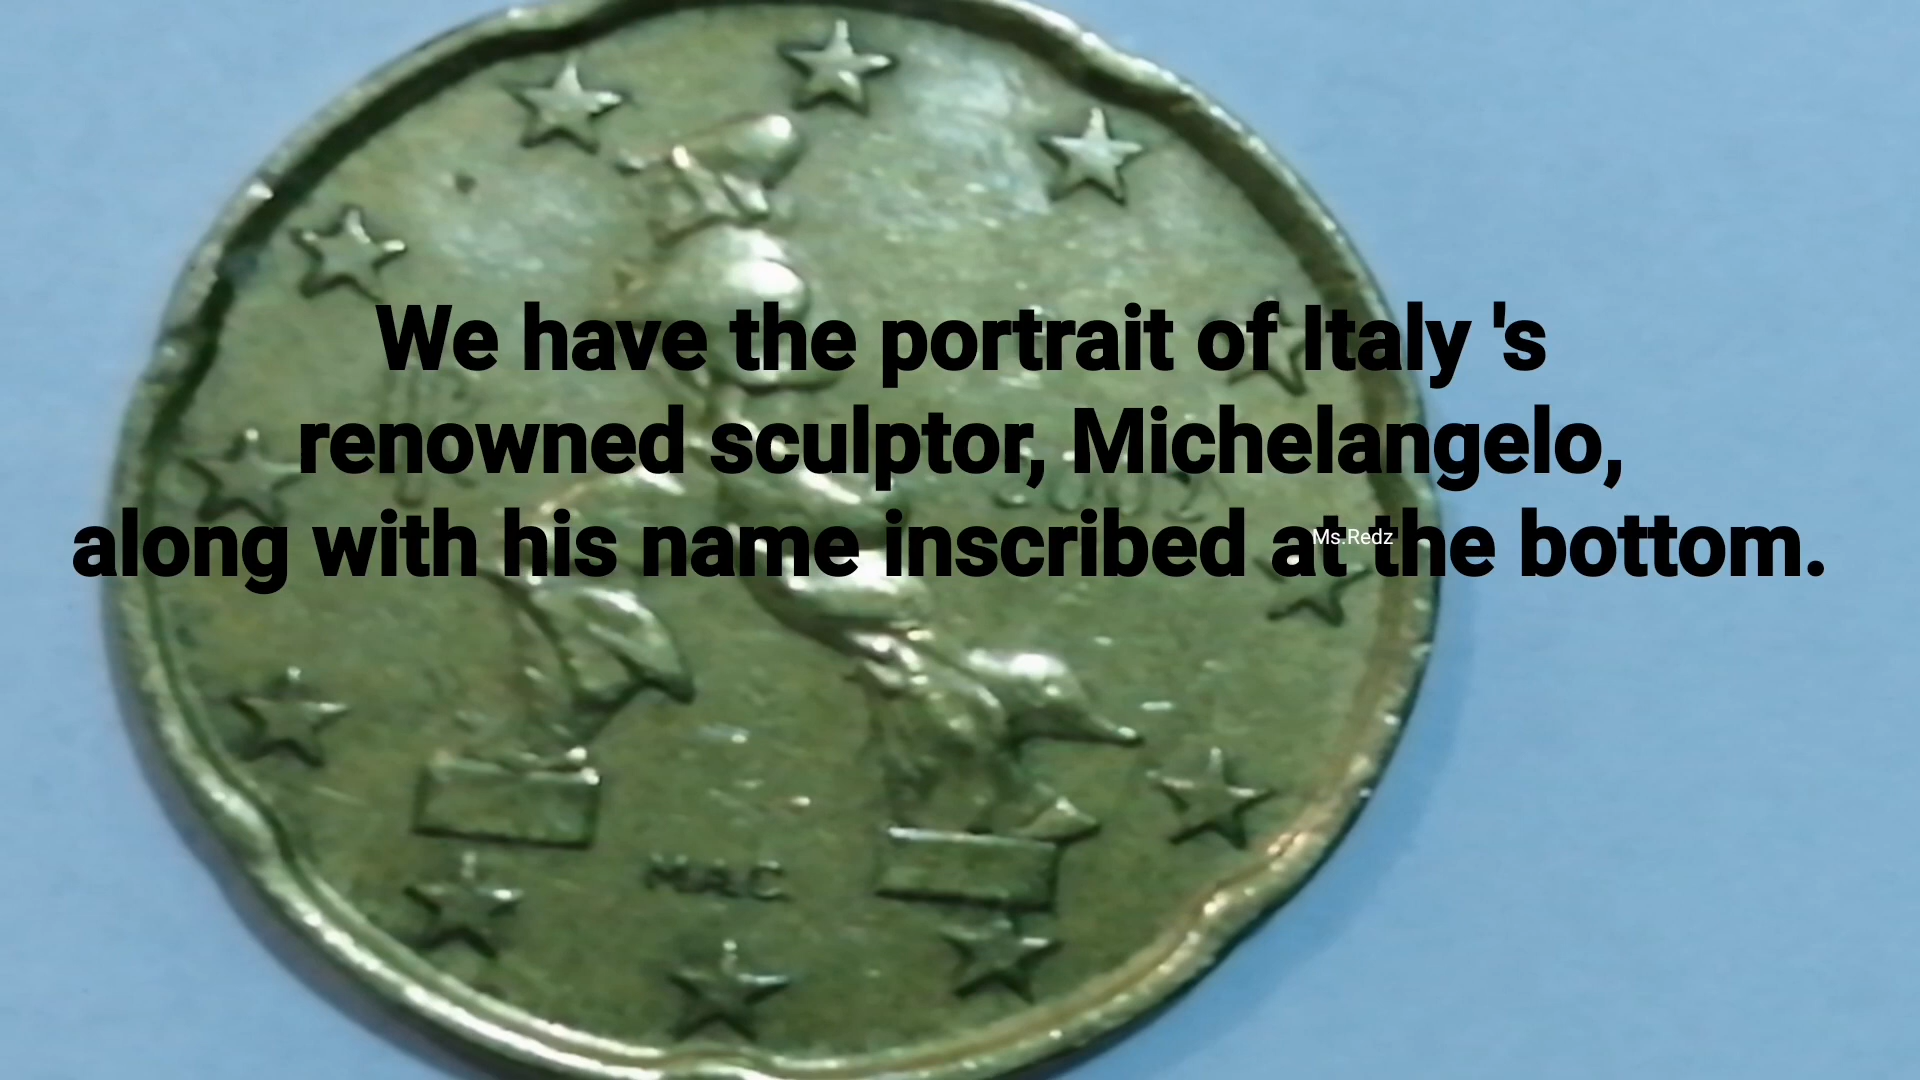 We have the portrait of Italy 's
renowned sculptor, Michelangelo,
along with his name inscribed at the bottom.
Ms.Redz
2002
M.A.C.